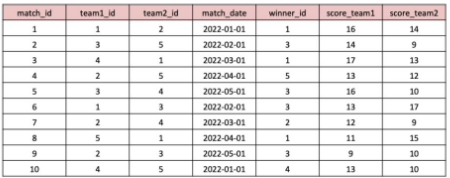 match_id team1_id team2_id match_date winner_id score_team1 score_team2
1 1 2 2022-01-01 1 16 14
2 3 5 2022-02-01 3 14 9
3 4 1 2022-03-01 1 17 13
4 2 5 2022-04-01 5 13 12
5 3 4 2022-05-01 3 16 10
6 1 3 2022-02-01 3 13 17
7 2 4 2022-03-01 2 12 9
8 5 1 2022-04-01 1 11 15
9 2 3 2022-05-01 3 9 10
10 4 5 2022-01-01 4 13 10